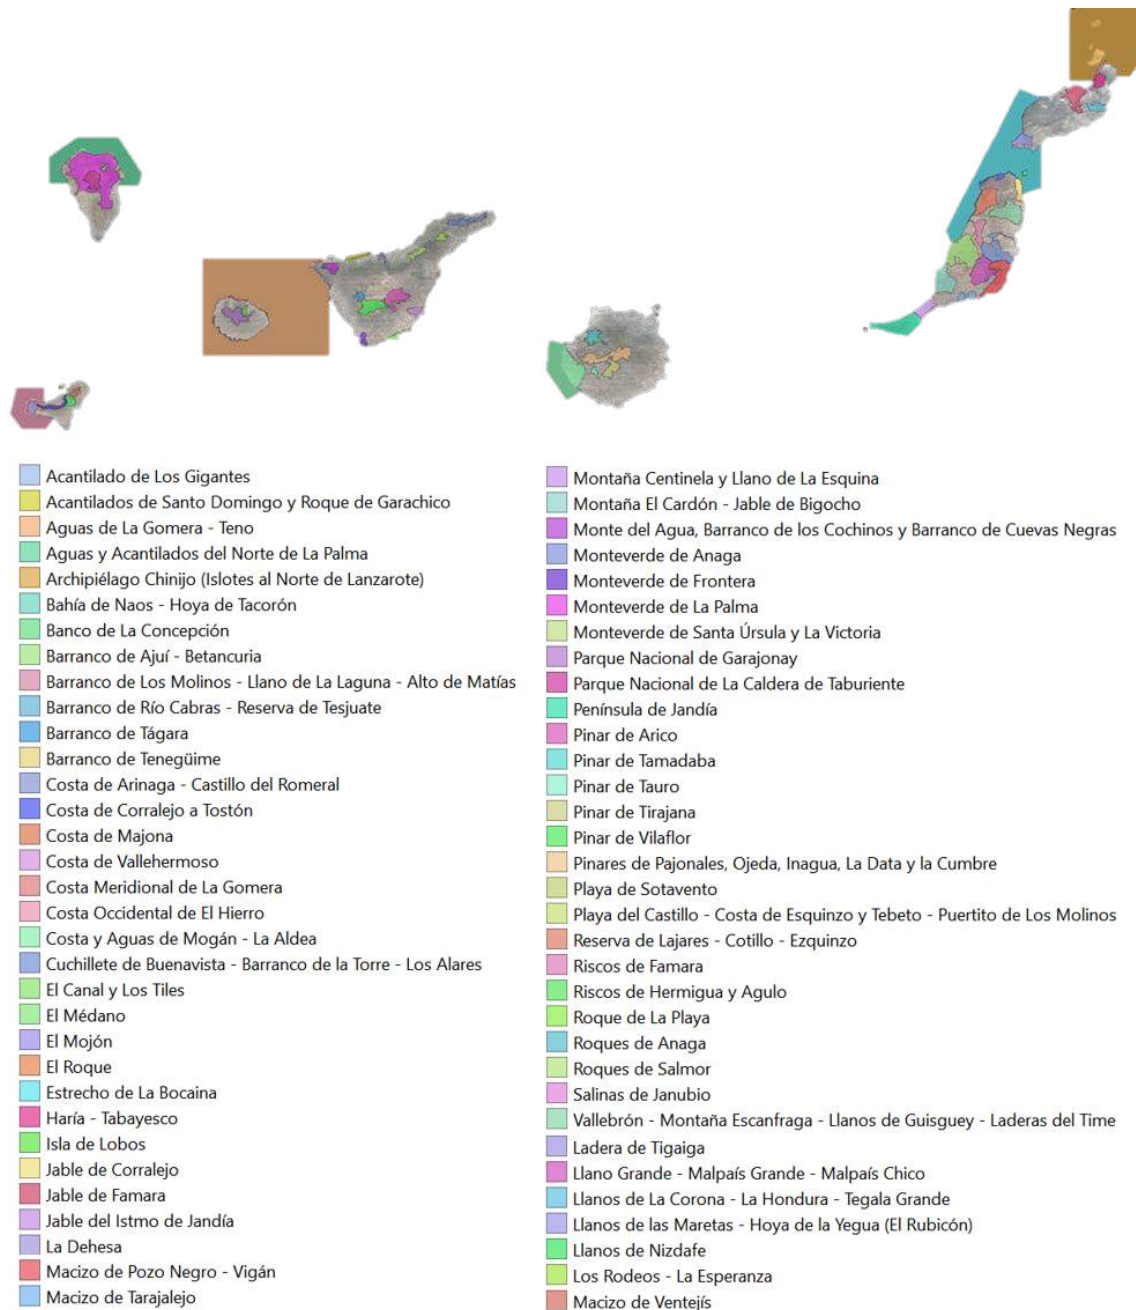 Acantilado de Los Gigantes
Acantilados de Santo Domingo y Roque de Garachico
Aguas de La Gomera - Teno
Aguas y Acantilados del Norte de La Palma
Archipiélago Chinijo (Islotes al Norte de Lanzarote)
Bahía de Naos - Hoya de Tacorón
Banco de La Concepción
Barranco de Ajuí - Betancuria
Barranco de Los Molinos - Llano de La Laguna - Alto de Matías
Barranco de Río Cabras - Reserva de Tesjuate
Barranco de Tágara
Barranco de Tenegüime
Costa de Arinaga - Castillo del Romeral
Costa de Corralejo a Tostón
Costa de Majona
Costa de Vallehermoso
Costa Meridional de La Gomera
Costa Occidental de El Hierro
Costa y Aguas de Mogán - La Aldea
Cuchillete de Buenavista - Barranco de la Torre - Los Alares
El Canal y Los Tiles
El Médano
El Mojón
El Roque
Estrecho de La Bocaina
Haría - Tabayesco
Isla de Lobos
Jable de Corralejo
Jable de Famara
Jable del Istmo de Jandía
La Dehesa
Macizo de Pozo Negro - Vigán
Macizo de Tarajalejo
Montaña Centinela y Llano de La Esquina
Montaña El Cardón - Jable de Bigocho
Monte del Agua, Barranco de los Cochinos y Barranco de Cuevas Negras
Monteverde de Anaga
Monteverde de Frontera
Monteverde de La Palma
Monteverde de Santa Úrsula y La Victoria
Parque Nacional de Garajonay
Parque Nacional de La Caldera de Taburiente
Península de Jandía
Pinar de Arico
Pinar de Tamadaba
Pinar de Tauro
Pinar de Tirajana
Pinar de Vilaflor
Pinares de Pajonales, Ojeda, Inagua, La Data y la Cumbre
Playa de Sotavento
Playa del Castillo - Costa de Esquinzo y Tebeto - Puertito de Los Molinos
Reserva de Lajares - Cotillo - Ezquinzo
Riscos de Famara
Riscos de Hermigua y Agulo
Roque de La Playa
Roques de Anaga
Roques de Salmor
Salinas de Janubio
Vallebrón - Montaña Escanfraga - Llanos de Guisguey - Laderas del Time
Ladera de Tigaiga
Llano Grande - Malpaís Grande - Malpaís Chico
Llanos de La Corona - La Hondura - Tegala Grande
Llanos de las Maretas - Hoya de la Yegua (El Rubicón)
Llanos de Nizdafe
Los Rodeos - La Esperanza
Macizo de Ventejís